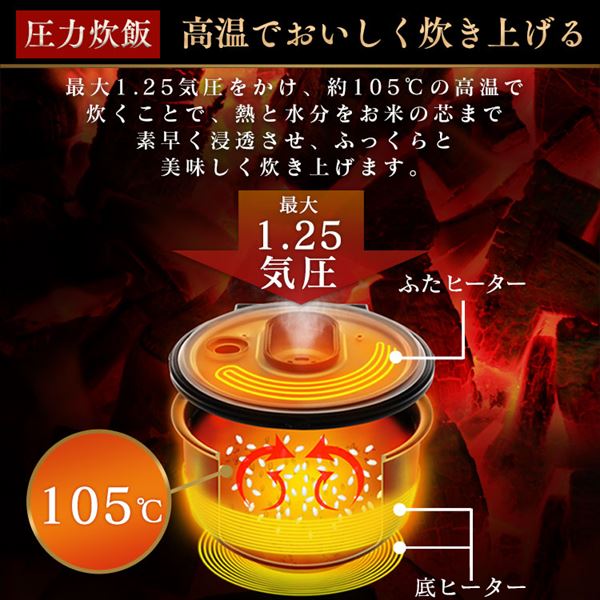 圧力炊飯 高温でおいしく炊き上げる
最大1.25気圧をかけ、約105℃の高温で
炊くことで、熱と水分をお米の芯まで
素早く浸透させ、ふっくらと
美味しく炊き上げます。
最大
1.25
気圧
ふたヒーター
105℃
底ヒーター